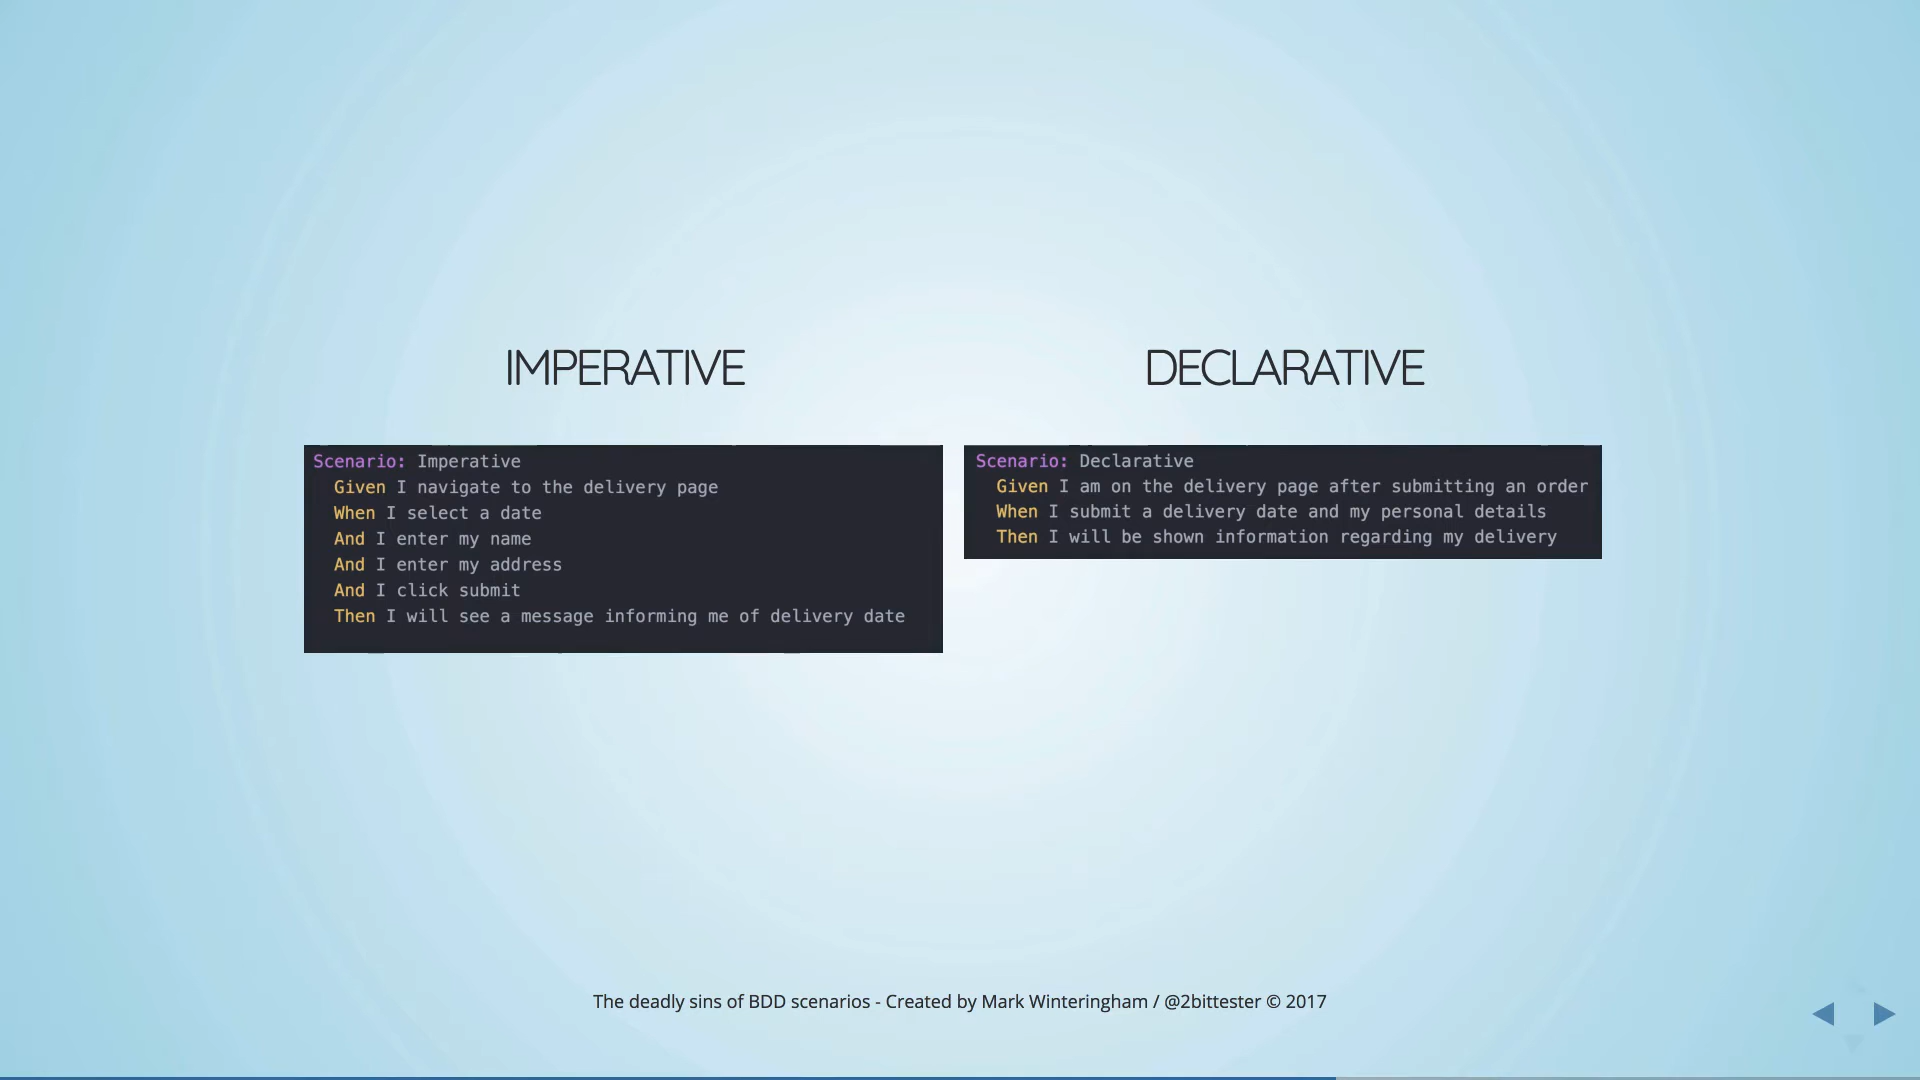 IMPERATIVE
Scenario: Imperative
Given I navigate to the delivery page
When I select a date
And I enter my name
And I enter my address
And I click submit
Then I will see a message informing me of delivery date
DECLARATIVE
Scenario: Declarative
Given I am on the delivery page after submitting an order
When I submit a delivery date and my personal details
Then I will be shown information regarding my delivery
The deadly sins of BDD scenarios - Created by Mark Winteringham / @2bittester © 2017